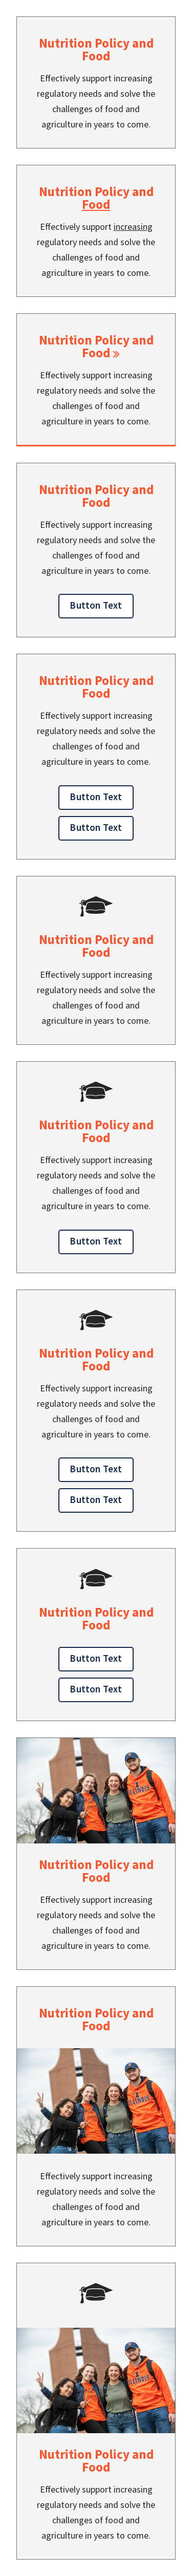 Nutrition Policy and
Food
Effectively support increasing
regulatory needs and solve the
challenges of food and
agriculture in years to come.
Nutrition Policy and
Food
Effectively support increasing
regulatory needs and solve the
challenges of food and
agriculture in years to come.
Nutrition Policy and
Food »
Effectively support increasing
regulatory needs and solve the
challenges of food and
agriculture in years to come.
Nutrition Policy and
Food
Effectively support increasing
regulatory needs and solve the
challenges of food and
agriculture in years to come.
Button Text
Nutrition Policy and
Food
Effectively support increasing
regulatory needs and solve the
challenges of food and
agriculture in years to come.
Button Text
Button Text
Nutrition Policy and
Food
Effectively support increasing
regulatory needs and solve the
challenges of food and
agriculture in years to come.
Nutrition Policy and
Food
Effectively support increasing
regulatory needs and solve the
challenges of food and
agriculture in years to come.
Button Text
Nutrition Policy and
Food
Effectively support increasing
regulatory needs and solve the
challenges of food and
agriculture in years to come.
Button Text
Button Text
Nutrition Policy and
Food
Button Text
Button Text
ILLINOIS
Nutrition Policy and
Food
Effectively support increasing
regulatory needs and solve the
challenges of food and
agriculture in years to come.
Nutrition Policy and
Food
ILLINOIS
Effectively support increasing
regulatory needs and solve the
challenges of food and
agriculture in years to come.
ILLINOIS
Nutrition Policy and
Food
Effectively support increasing
regulatory needs and solve the
challenges of food and
agriculture in years to come.